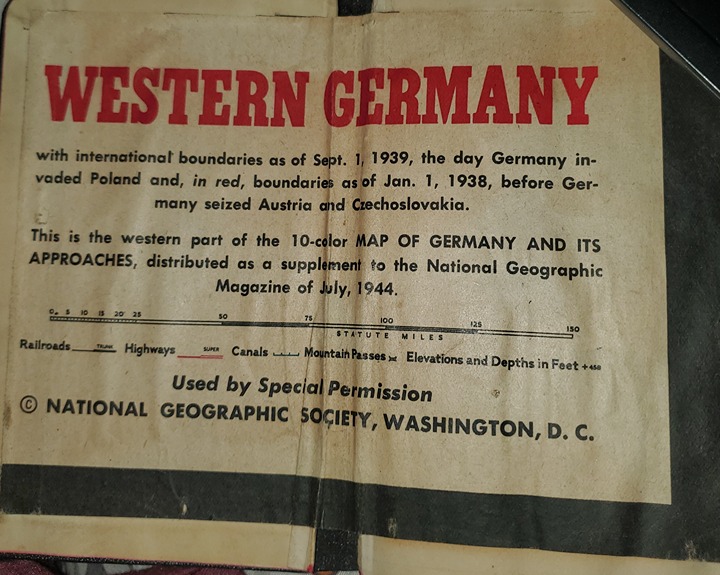 WESTERN GERMANY
with international boundaries as of Sept. 1, 1939, the day Germany in-
vaded Poland and, in red, boundaries as of Jan. 1, 1938, before Ger-
many seized Austria and Czechoslovakia.
This is the western part of the 10-color MAP OF GERMANY AND ITS
APPROACHES, distributed as a supplement to the National Geographic
Magazine of July, 1944.
0 5 10 15 20 25 50 75 100 125 150
STATUTE MILES
Railroads TRUNK Highways SUPER Canals Mountain Passes Elevations and Depths in Feet +450
Used by Special Permission
© NATIONAL GEOGRAPHIC SOCIETY, WASHINGTON, D. C.